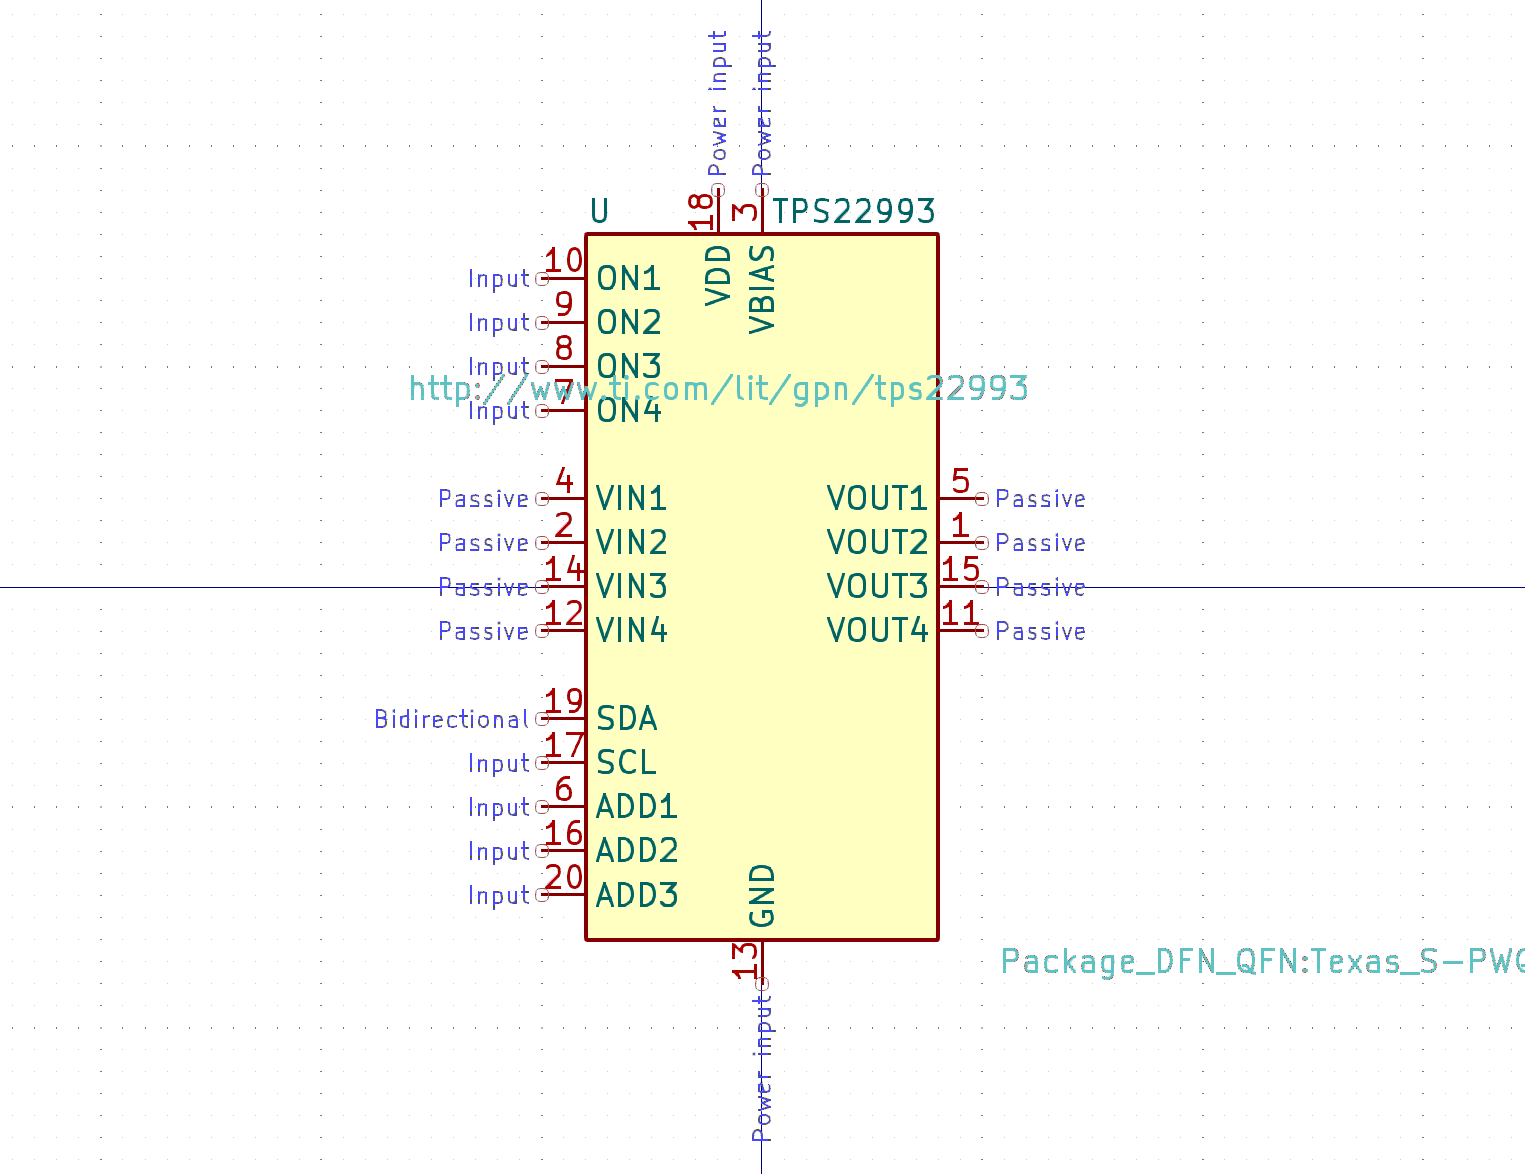 Power input Power input
U 18 3 TPS22993
VDD VBIAS
Input 10 ON1
Input 9 ON2
Input 8 ON3
http://www.ti.com/lit/gpn/tps22993
Input 7 ON4
Passive 4 VIN1 VOUT1 5 Passive
Passive 2 VIN2 VOUT2 1 Passive
Passive 14 VIN3 VOUT3 15 Passive
Passive 12 VIN4 VOUT4 11 Passive
Bidirectional 19 SDA
Input 17 SCL
Input 6 ADD1
Input 16 ADD2
Input 20 ADD3
GND
13
Package_DFN_QFN:Texas_S-PWQ
Power input